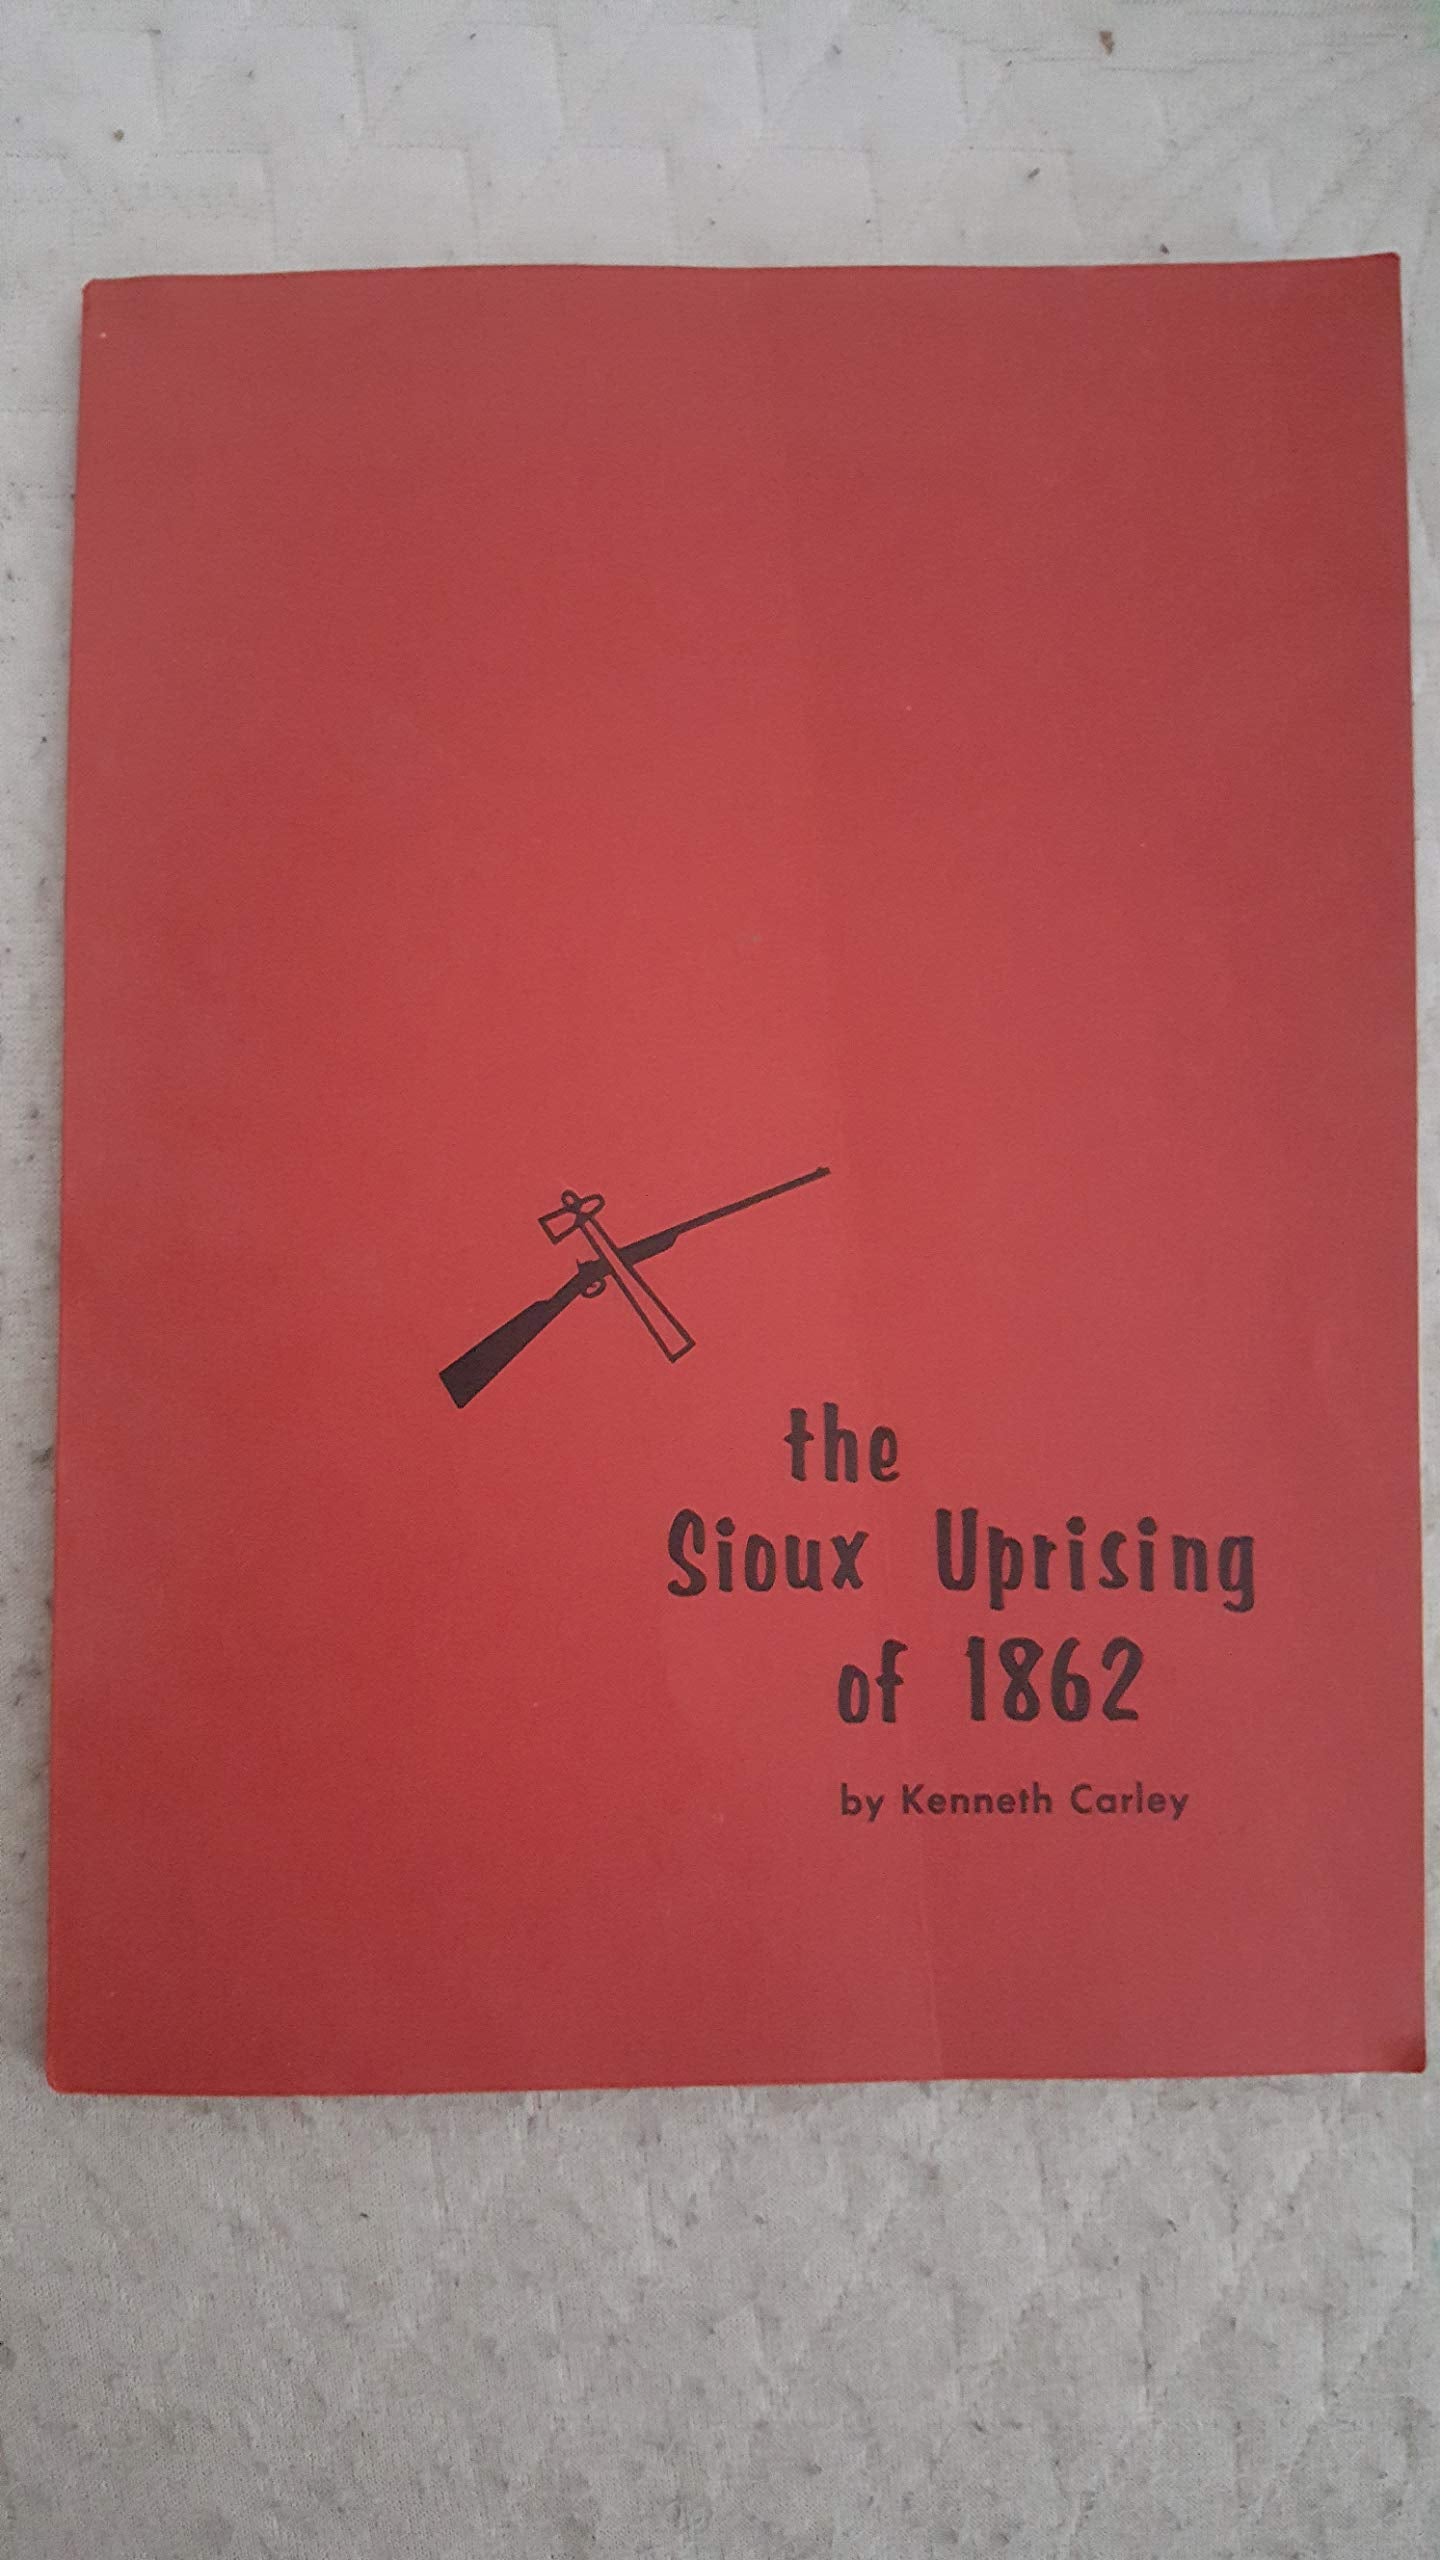 the
Sioux Uprising
of 1862
by Kenneth Carley